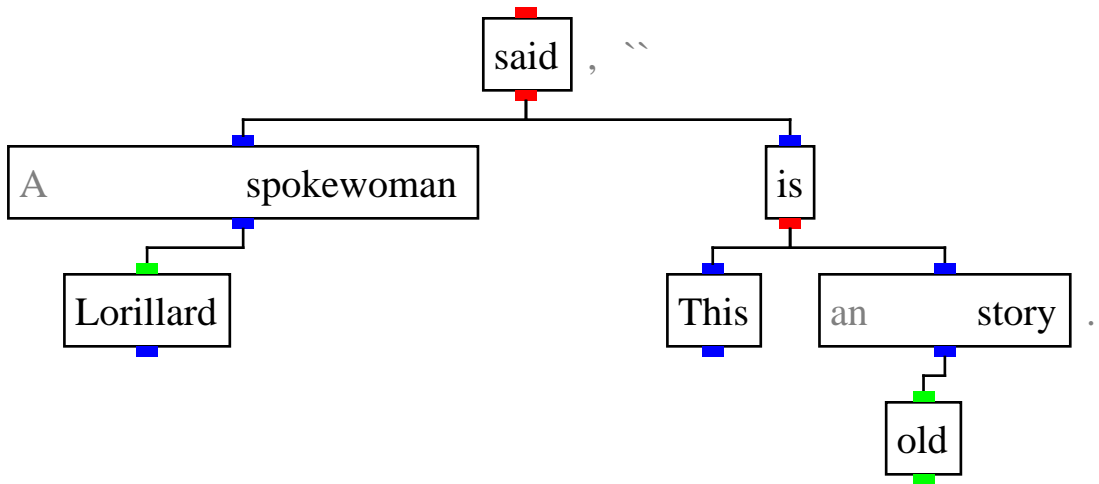 said , ``
A spokewoman is
Lorillard This an story .
old